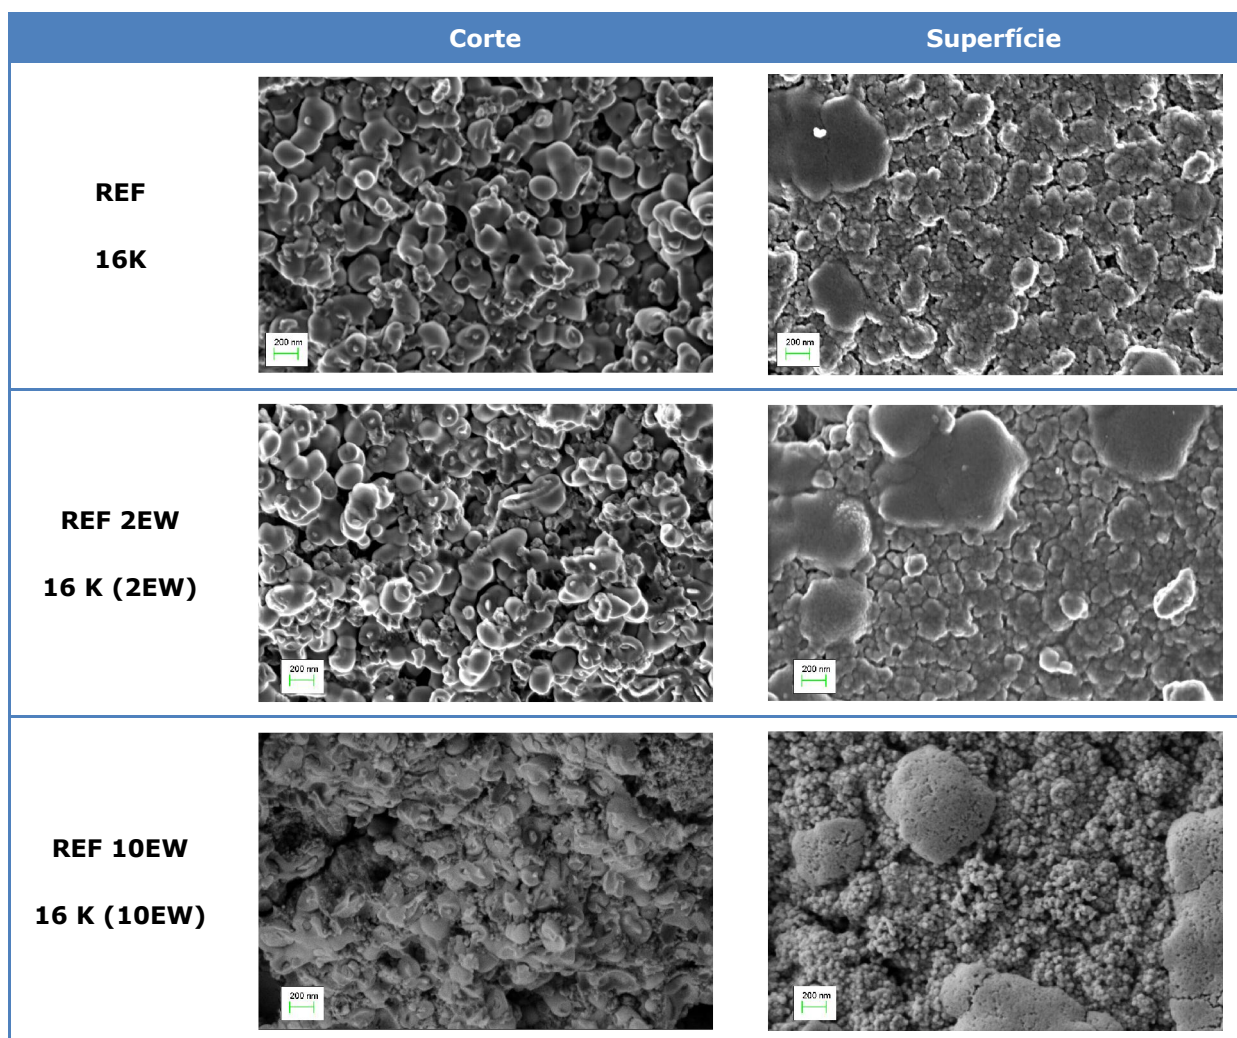 Corte Superfície
REF
16K
200 nm 200 nm
REF 2EW
16 K (2EW)
200 nm 200 nm
REF 10EW
16 K (10EW)
200 nm 200 nm